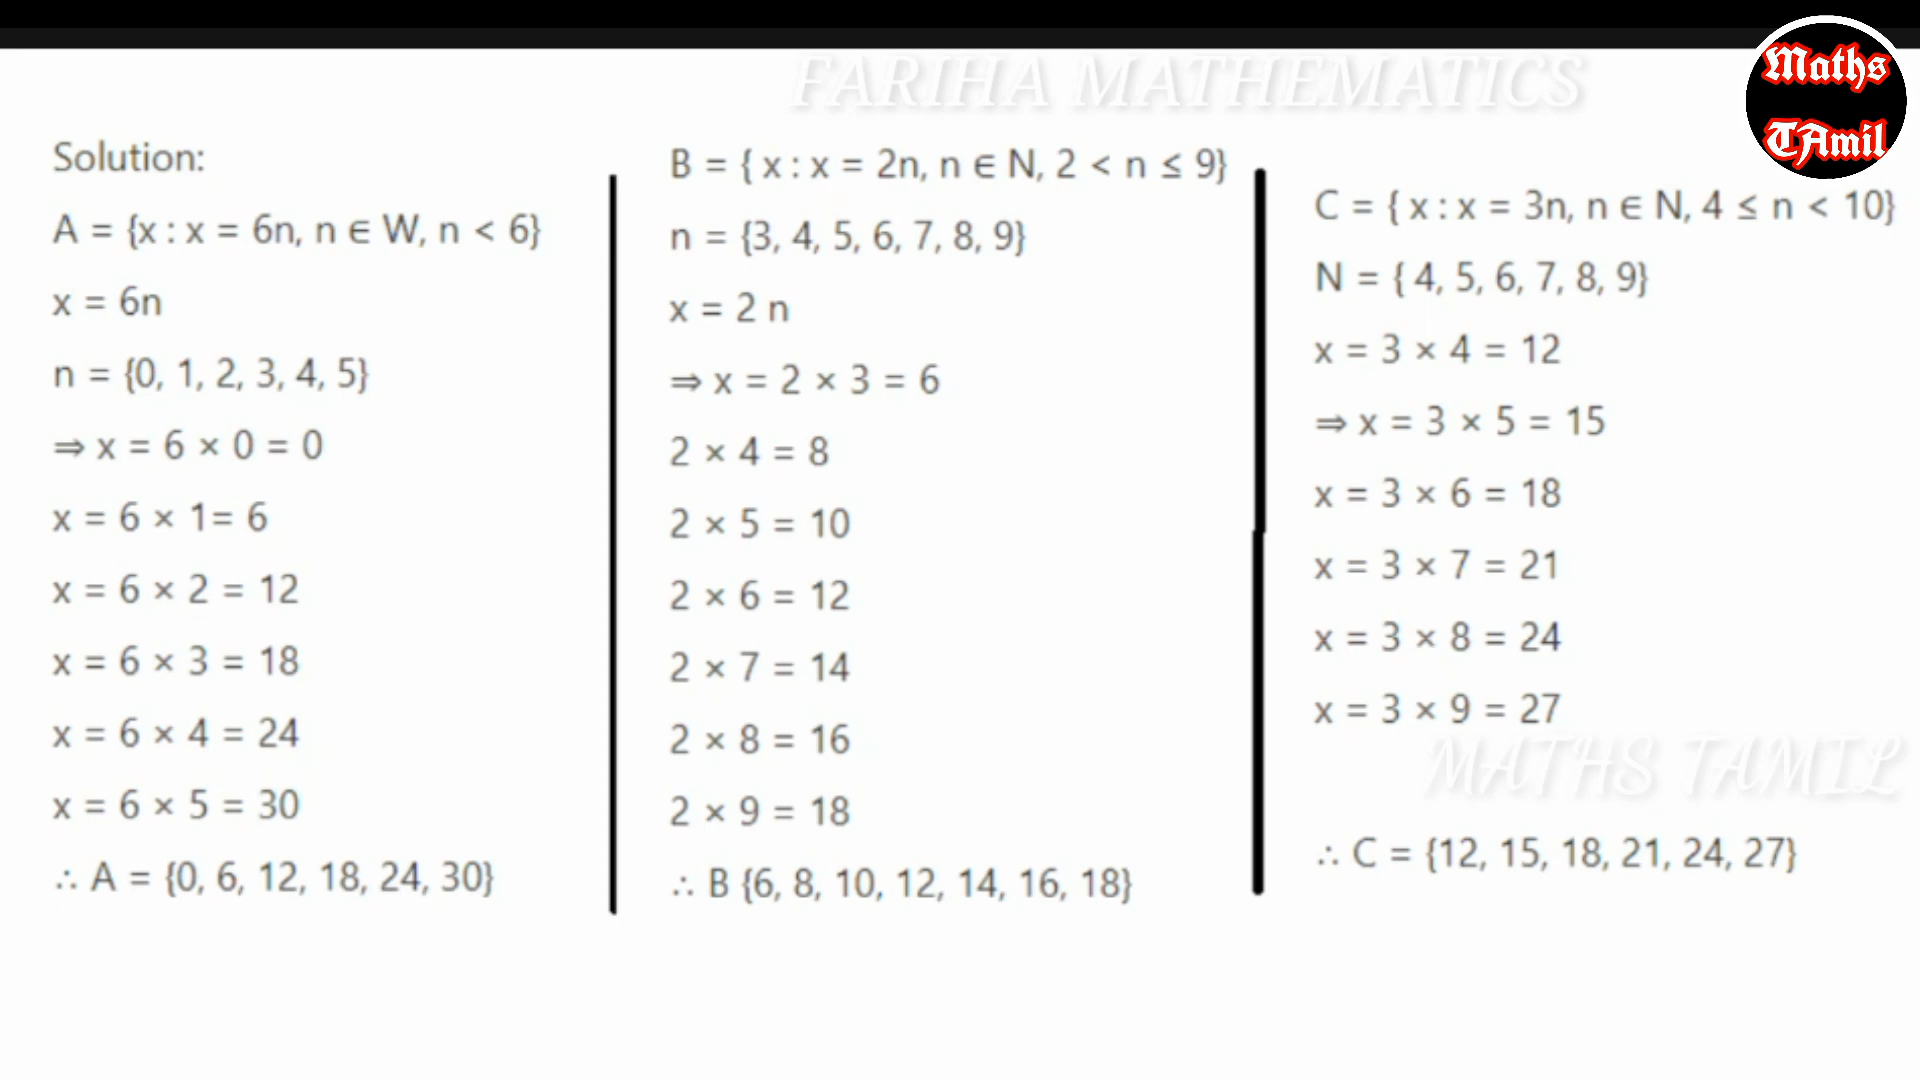 FARIHA MATHEMATICS
Maths
TAmil
Solution:
A = {x : x = 6n, n ∈ W, n < 6}
x = 6n
n = {0, 1, 2, 3, 4, 5}
⇒ x = 6 × 0 = 0
x = 6 × 1= 6
x = 6 × 2 = 12
x = 6 × 3 = 18
x = 6 × 4 = 24
x = 6 × 5 = 30
∴ A = {0, 6, 12, 18, 24, 30}
B = { x : x = 2n, n ∈ N, 2 < n ≤ 9}
n = {3, 4, 5, 6, 7, 8, 9}
x = 2 n
⇒ x = 2 × 3 = 6
2 × 4 = 8
2 × 5 = 10
2 × 6 = 12
2 × 7 = 14
2 × 8 = 16
2 × 9 = 18
∴ B {6, 8, 10, 12, 14, 16, 18}
C = { x : x = 3n, n ∈ N, 4 ≤ n < 10}
N = { 4, 5, 6, 7, 8, 9}
x = 3 × 4 = 12
⇒ x = 3 × 5 = 15
x = 3 × 6 = 18
x = 3 × 7 = 21
x = 3 × 8 = 24
x = 3 × 9 = 27
MATHS TAMIL
∴ C = {12, 15, 18, 21, 24, 27}